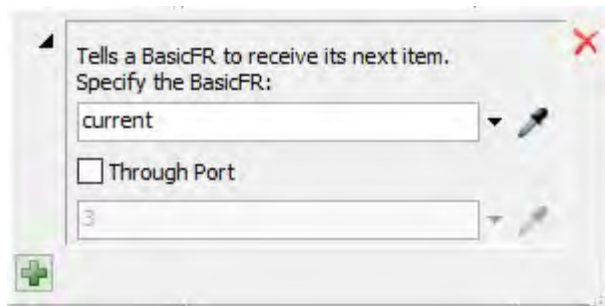 Tells a BasicFR to receive its next item.
Specify the BasicFR:
current
Through Port
3